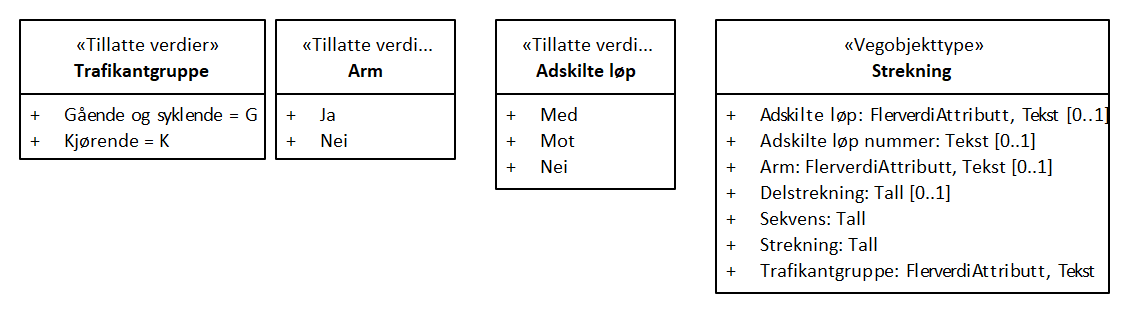 «Tillatte verdier»
Trafikantgruppe
+ Gående og syklende = G
+ Kjørende = K
«Tillatte verdi...
Arm
+ Ja
+ Nei
«Tillatte verdi...
Adskilte løp
+ Med
+ Mot
+ Nei
«Vegobjekttype»
Strekning
+ Adskilte løp: FlerverdiAttributt, Tekst [0..1]
+ Adskilte løp nummer: Tekst [0..1]
+ Arm: FlerverdiAttributt, Tekst [0..1]
+ Delstrekning: Tall [0..1]
+ Sekvens: Tall
+ Strekning: Tall
+ Trafikantgruppe: FlerverdiAttributt, Tekst